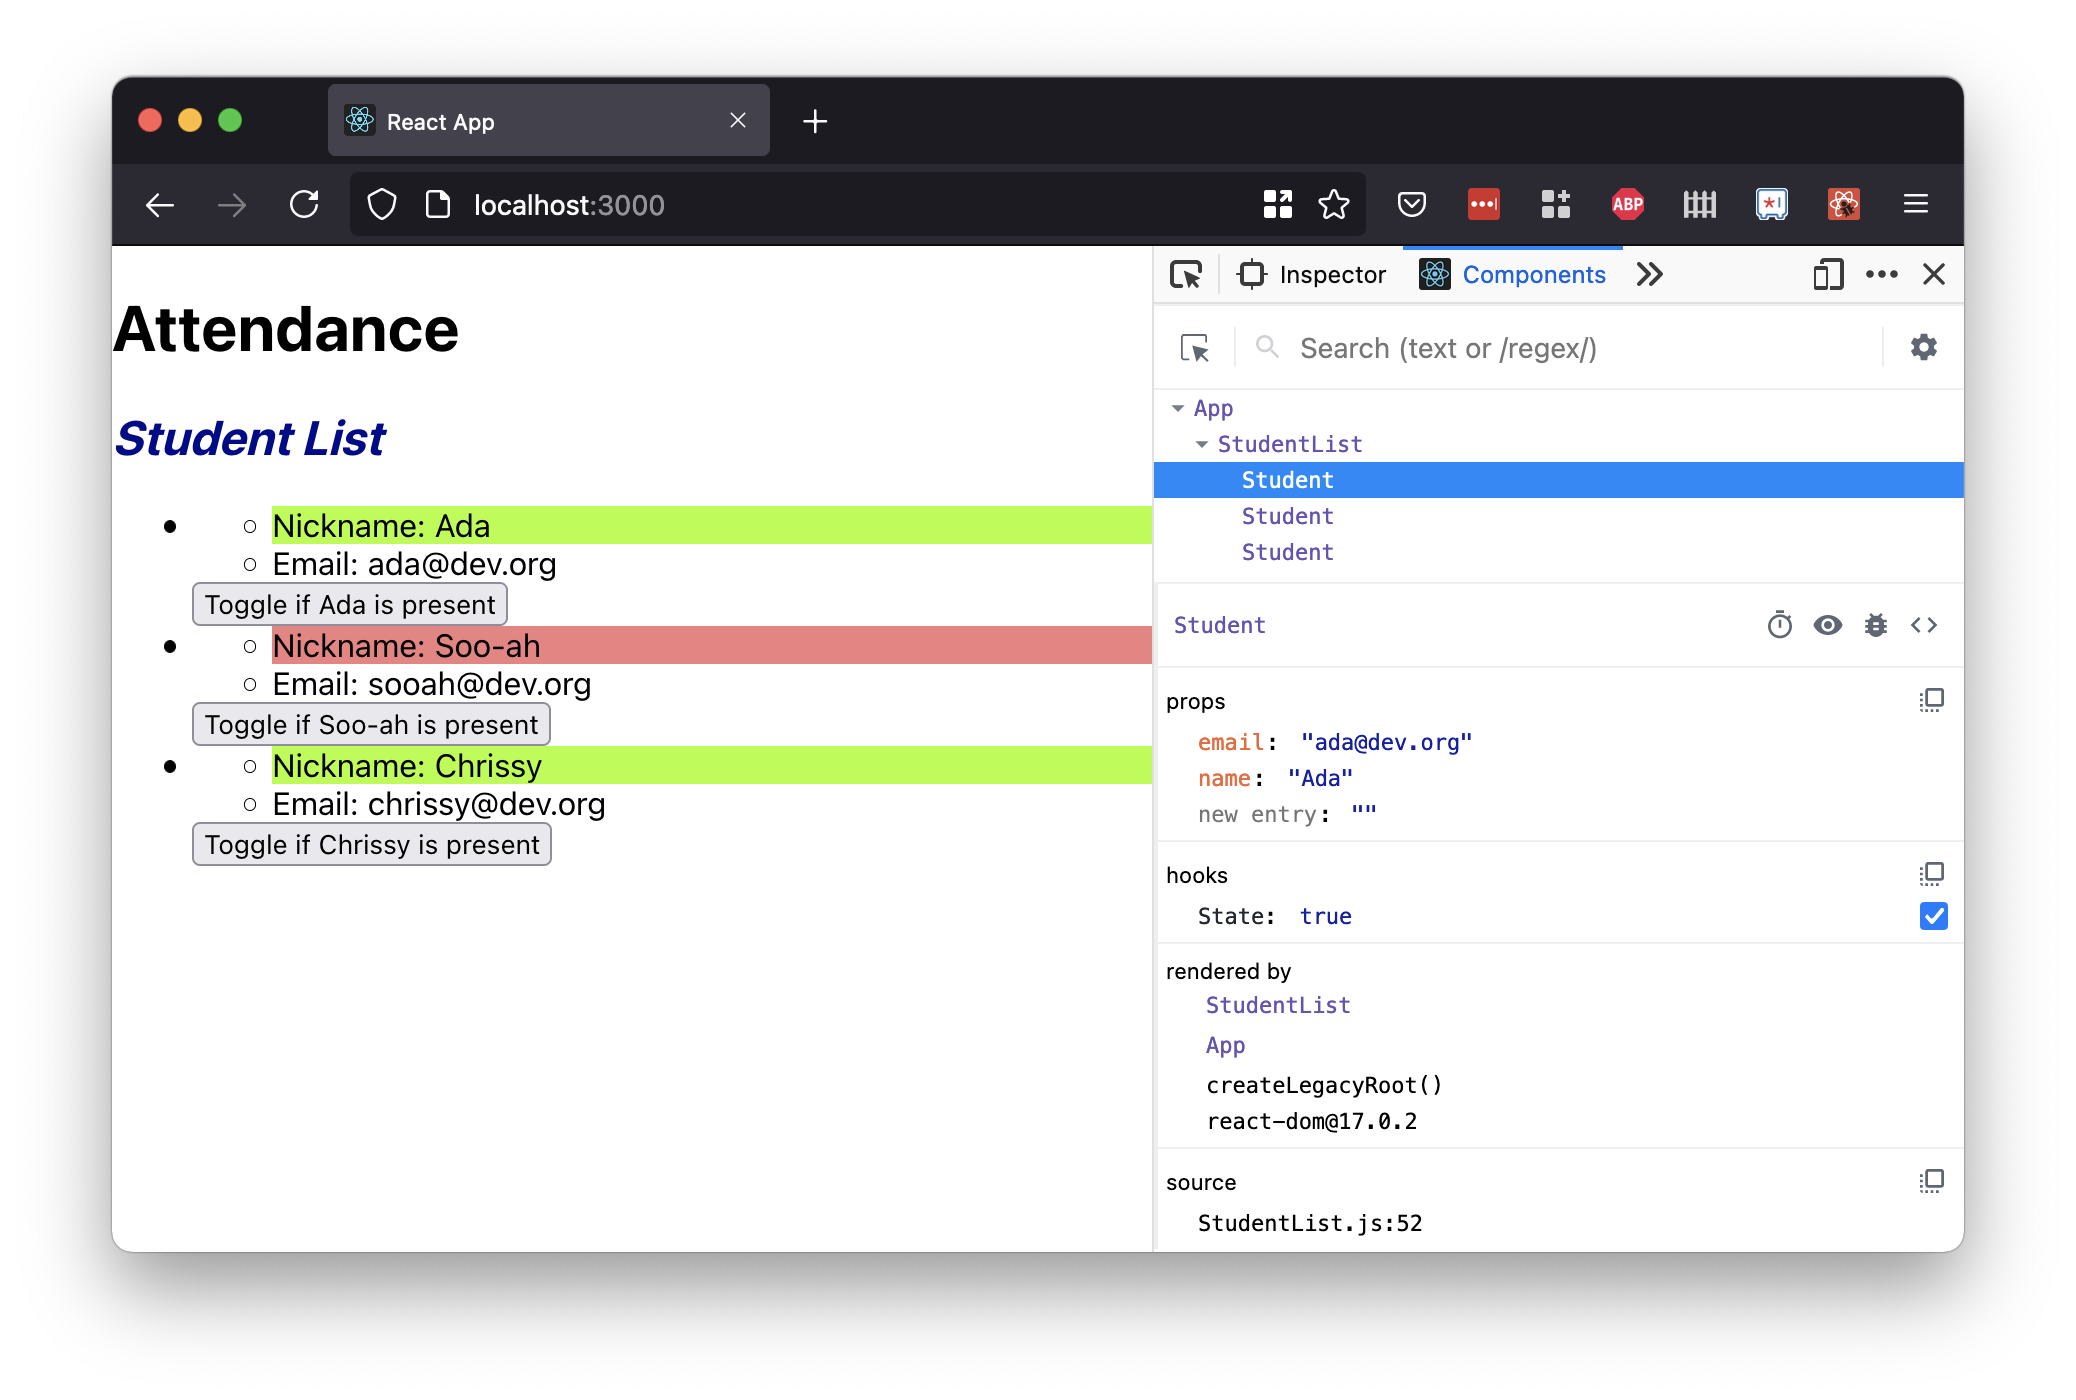 React App
localhost:3000
ABP
Attendance
Student List
Nickname: Ada
Email: ada@dev.org
Toggle if Ada is present
Nickname: Soo-ah
Email: sooah@dev.org
Toggle if Soo-ah is present
Nickname: Chrissy
Email: chrissy@dev.org
Toggle if Chrissy is present
Inspector Components
Search (text or /regex/)
App
StudentList
Student
Student
Student
Student
props
email: "ada@dev.org"
name: "Ada"
new entry: ""
hooks
State: true
rendered by
StudentList
App
createLegacyRoot()
react-dom@17.0.2
source
StudentList.js:52